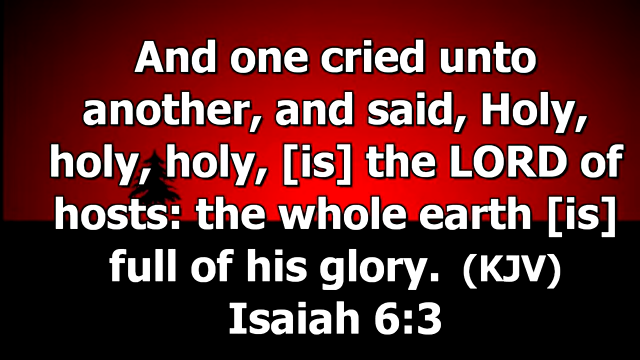 And one cried unto
another, and said, Holy,
holy, holy, [is] the LORD of
hosts: the whole earth [is]
full of his glory. (KJV)
Isaiah 6:3